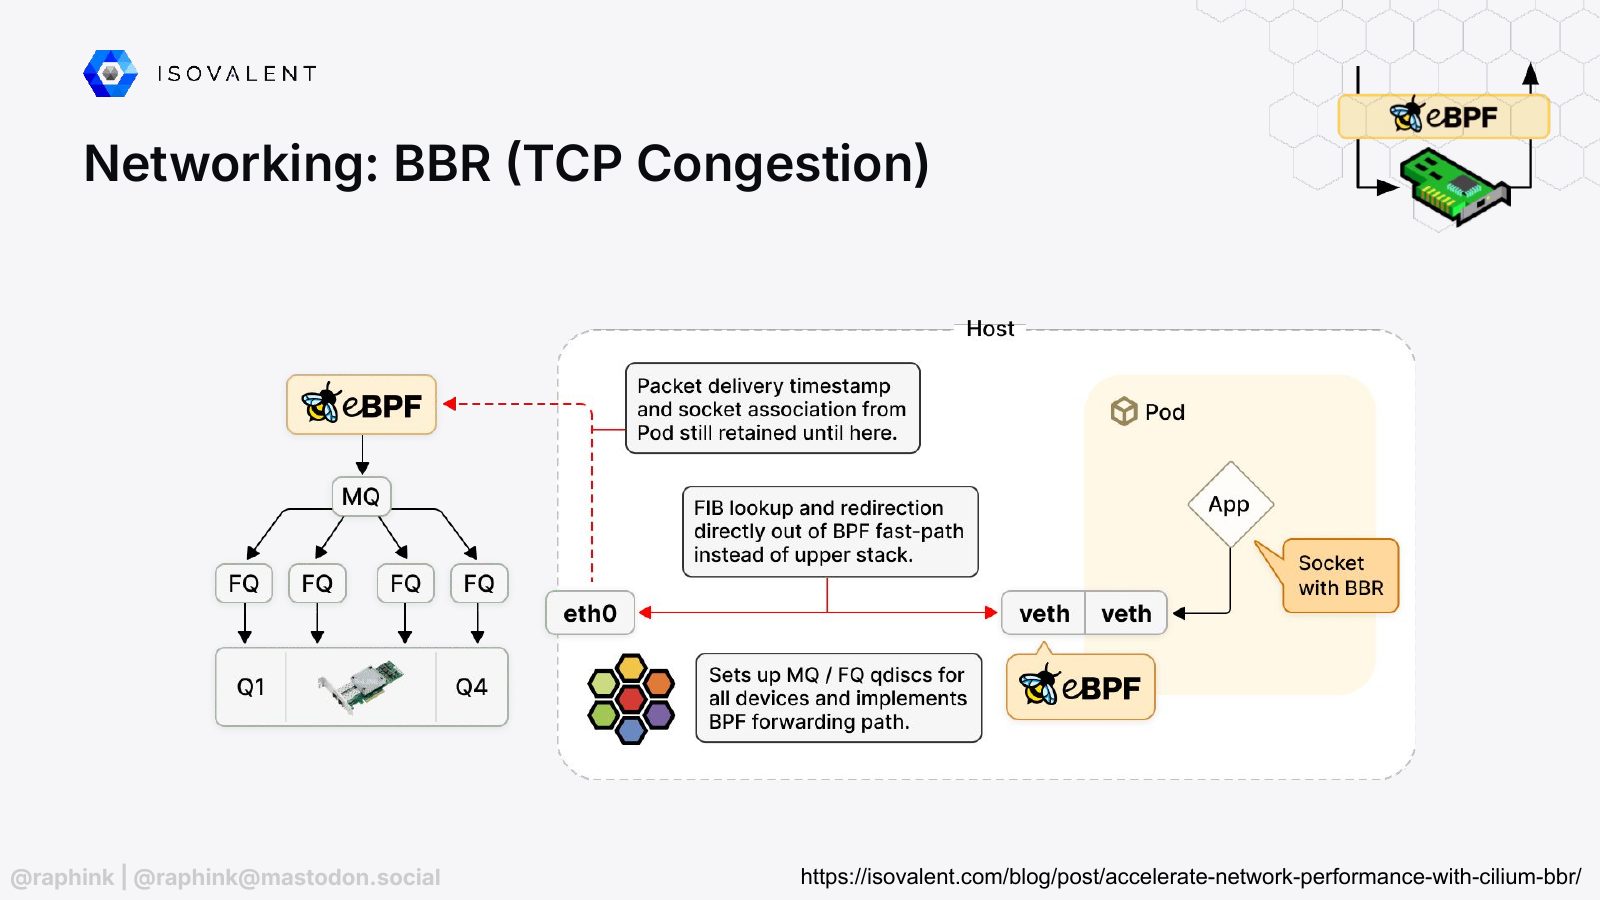 ISOVALENT
eBPF
Networking: BBR (TCP Congestion)
Host
Packet delivery timestamp
and socket association from
Pod still retained until here.
eBPF
Pod
MQ
FIB lookup and redirection
directly out of BPF fast-path
instead of upper stack.
App
FQ FQ FQ FQ
Socket
with BBR
eth0
veth veth
Q1 Q4
Sets up MQ / FQ qdiscs for
all devices and implements
BPF forwarding path.
eBPF
@raphink | @raphink@mastodon.social
https://isovalent.com/blog/post/accelerate-network-performance-with-cilium-bbr/